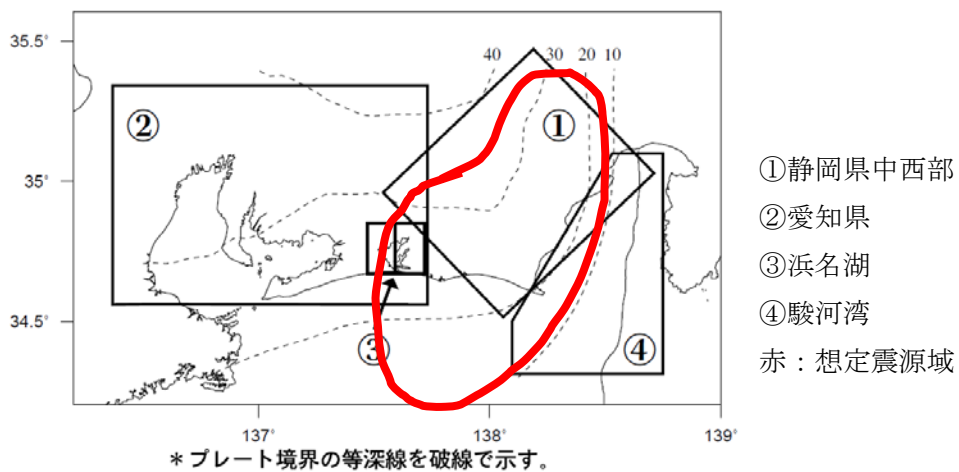 35.5°
40
30
20
10
②
①
35°
①静岡県中西部
②愛知県
③浜名湖
④駿河湾
赤：想定震源域
34.5°
③
④
137°
138°
139°
＊プレート境界の等深線を破線で示す。